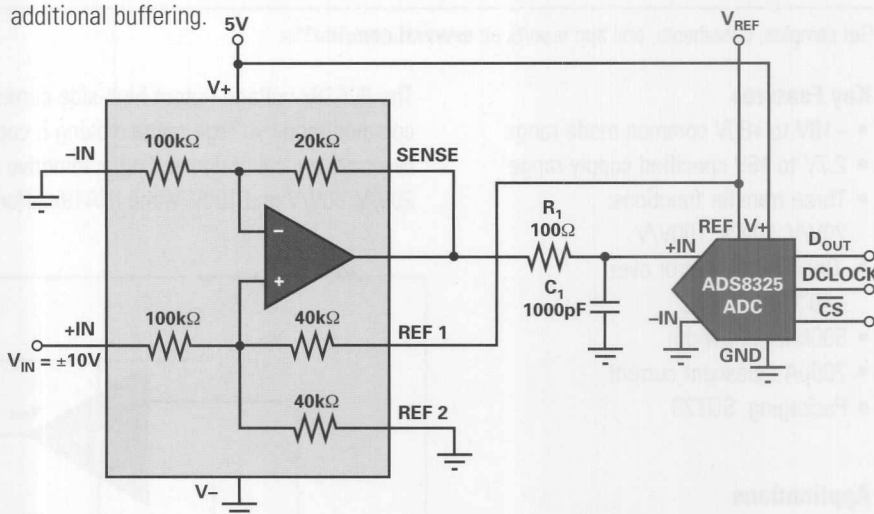 additional buffering.
5V
VREF
V+
–IN
100kΩ
20kΩ
SENSE
R1
100Ω
REF V+
+IN
DOUT
DCLOCK
CS
ADS8325
ADC
–IN
GND
C1
1000pF
+IN
100kΩ
40kΩ
REF 1
VIN = ±10V
40kΩ
REF 2
V–
Key Features